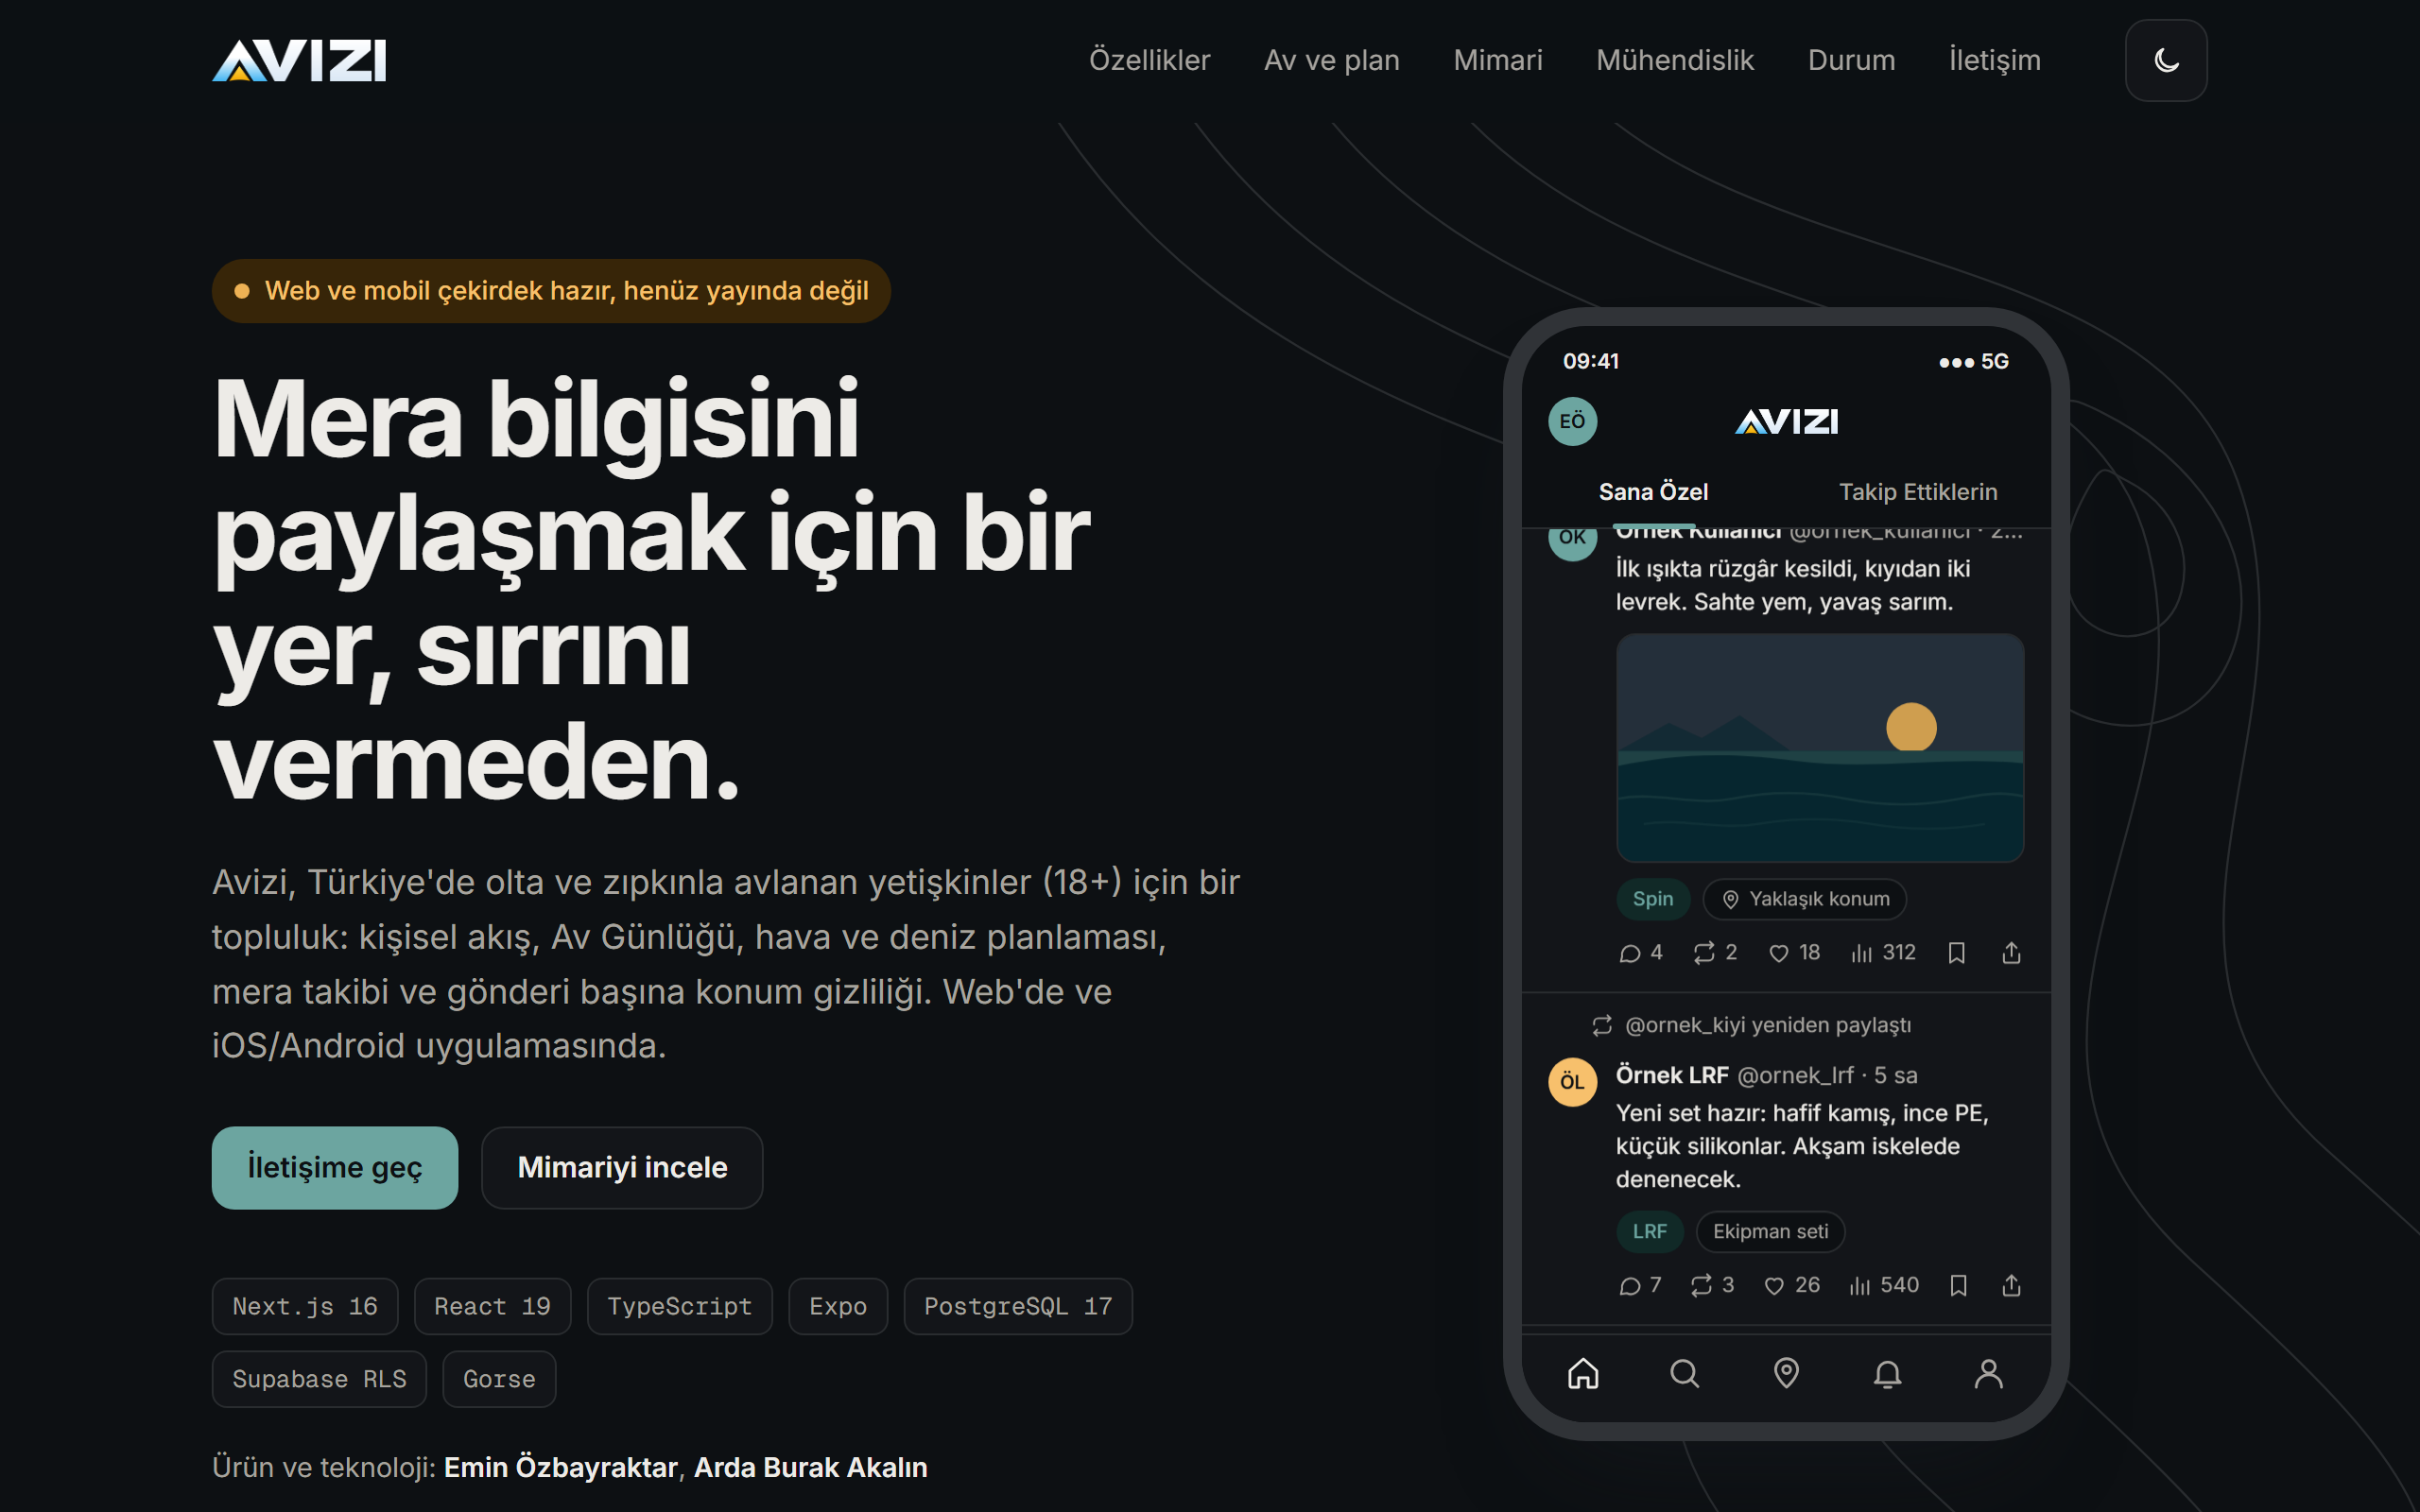 AVIZI
Özellikler
Av ve plan
Mimari
Mühendislik
Durum
İletişim
Web ve mobil çekirdek hazır, henüz yayında değil
Mera bilgisini
paylaşmak için bir
yer, sırrını
vermeden.
Avizi, Türkiye'de olta ve zıpkınla avlanan yetişkinler (18+) için bir
topluluk: kişisel akış, Av Günlüğü, hava ve deniz planlaması,
mera takibi ve gönderi başına konum gizliliği. Web'de ve
iOS/Android uygulamasında.
İletişime geç
Mimariyi incele
Next.js 16
React 19
TypeScript
Expo
PostgreSQL 17
Supabase RLS
Gorse
Ürün ve teknoloji: Emin Özbayraktar, Arda Burak Akalın
09:41
5G
EÖ
AVIZI
Sana Özel
Takip Ettiklerin
ÖK
Örnek Kullanıcı @ornek_kullanici · 2...
İlk ışıkta rüzgâr kesildi, kıyıdan iki
levrek. Sahte yem, yavaş sarım.
Spin
Yaklaşık konum
4
2
18
312
@ornek_kiyi yeniden paylaştı
ÖL
Örnek LRF @ornek_lrf · 5 sa
Yeni set hazır: hafif kamış, ince PE,
küçük silikonlar. Akşam iskelede
denenecek.
LRF
Ekipman seti
7
3
26
540